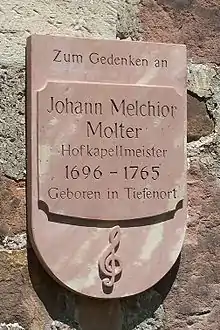 Zum Gedenken an
Johann Melchior
Molter
Hofkapellmeister
1696 - 1765
Geboren in Tiefenort